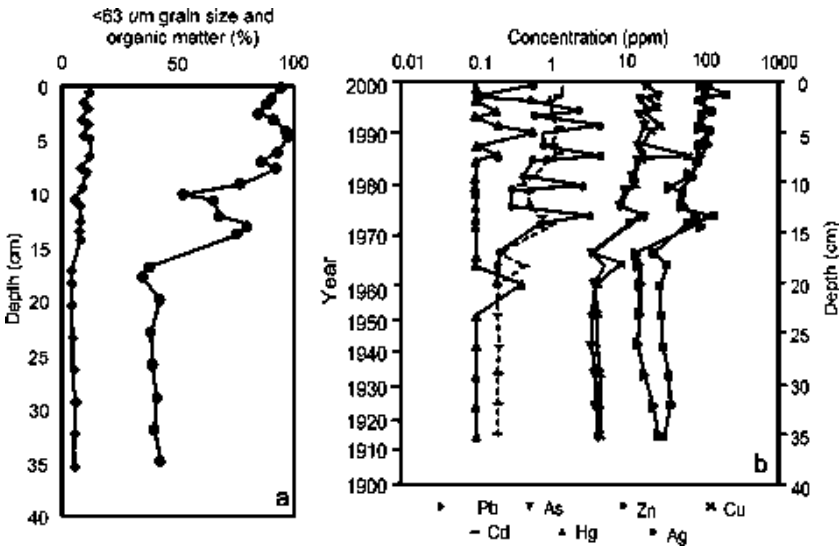 <63 um grain size and
organic matter (%)
0 50 100
0
5
10
15
20
25
30
35
40
Depth (cm)
a
Concentration (ppm)
0.01 0.1 1 10 100 1000
2000
1990
1980
1970
1960
1950
1940
1930
1920
1910
1900
Year
0
5
10
15
20
25
30
35
40
Depth (cm)
b
Pb As Zn Cu
Cd Hg Ag